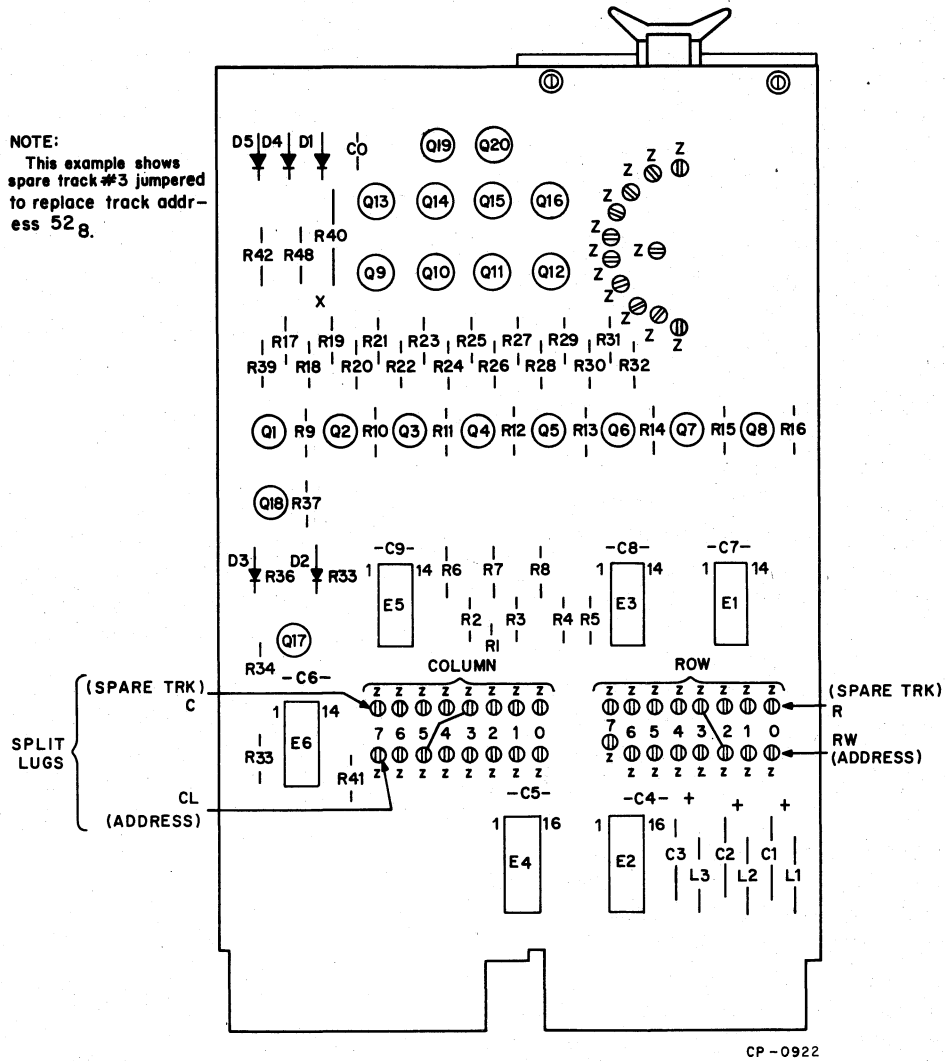 NOTE:
This example shows
spare track #3 jumpered
to replace track addr-
ess 52 8.
D5 D4 D1 C0 Q19 Q20
Z Z Z Z Z Z Z Z Z Z Z
Q13 Q14 Q15 Q16
R42 R48 R40
Q9 Q10 Q11 Q12
X
R17 R19 R21 R23 R25 R27 R29 R31
R39 R18 R20 R22 R24 R26 R28 R30 R32
Q1 R9 Q2 R10 Q3 R11 Q4 R12 Q5 R13 Q6 R14 Q7 R15 Q8 R16
Q18 R37
-C9- -C8- -C7-
D3 R36 D2 R33 1 14 R6 R7 R8 1 14 1 14
E5 E3 E1
R2 R3 R4 R5
R1
Q17
R34
-C6-
COLUMN ROW
(SPARE TRK)
C
Z Z Z Z Z Z Z Z Z Z Z Z Z Z Z Z
(SPARE TRK)
R
1 14
E6
7 6 5 4 3 2 1 0 7 6 5 4 3 2 1 0
RW
(ADDRESS)
SPLIT
LUGS
R33 R41
Z Z Z Z Z Z Z Z Z Z Z Z Z Z Z Z
CL
(ADDRESS)
-C5- -C4- + + +
1 16 1 16
E4 E2
C3 L3 C2 L2 C1 L1
CP-0922